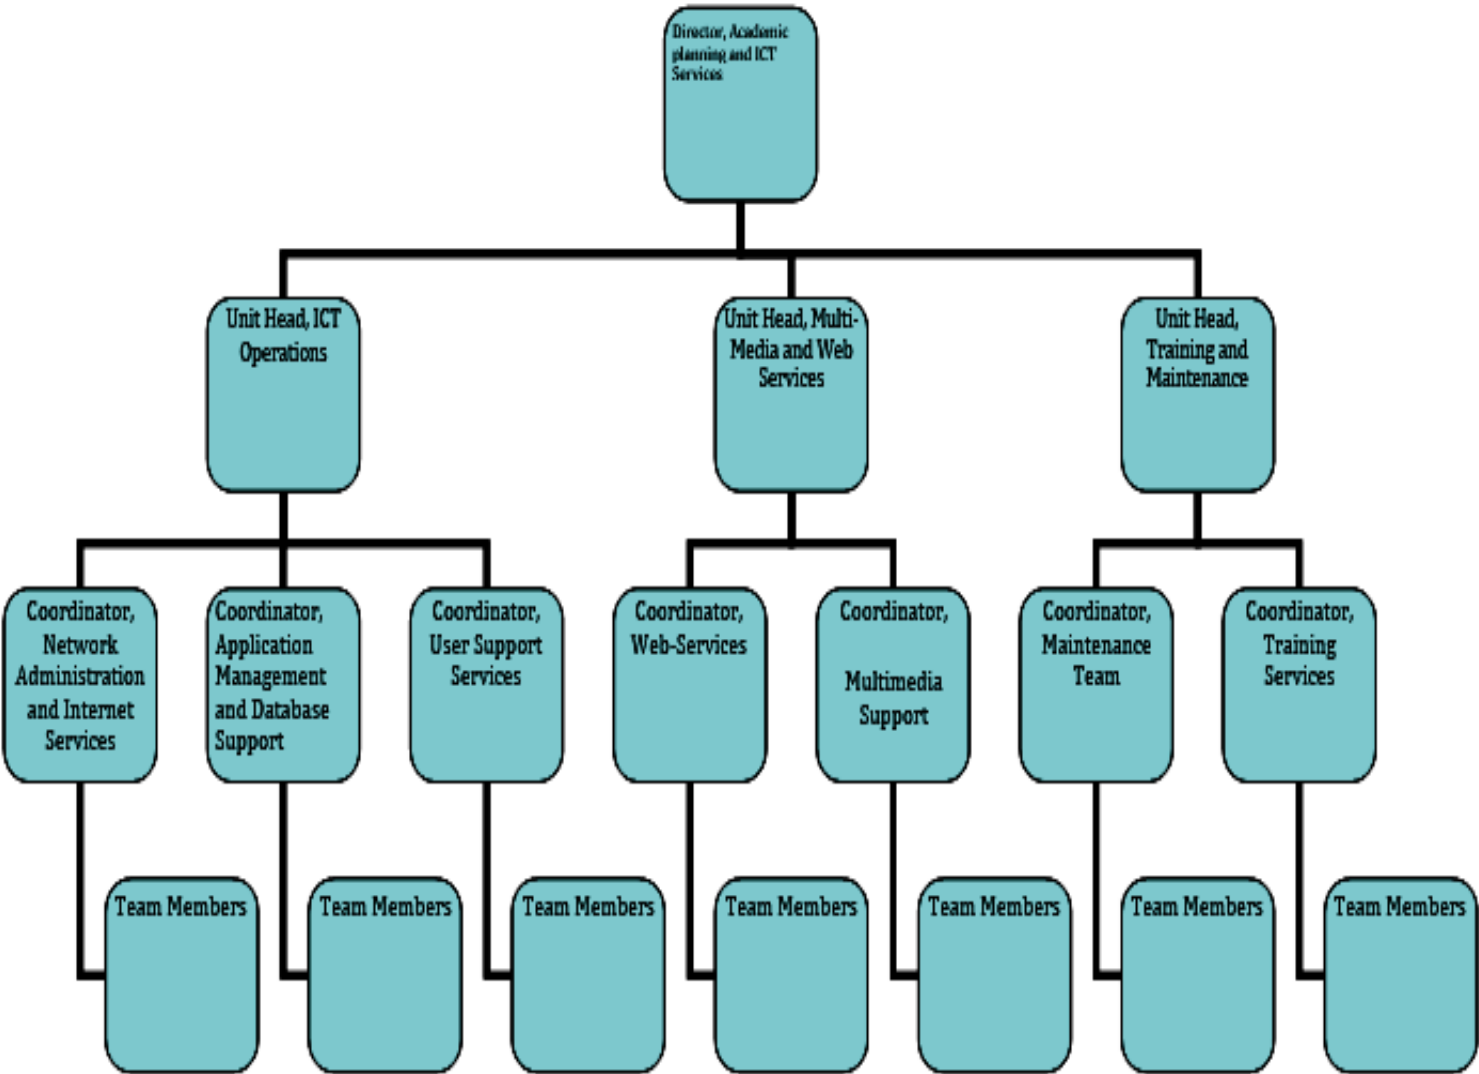 Director, Academic
planning and ICT
Services
Unit Head, ICT
Operations
Unit Head, Multi-
Media and Web
Services
Unit Head,
Training and
Maintenance
Coordinator,
Network
Administration
and Internet
Services
Coordinator,
Application
Management
and Database
Support
Coordinator,
User Support
Services
Coordinator,
Web-Services
Coordinator,
Multimedia
Support
Coordinator,
Maintenance
Team
Coordinator,
Training
Services
Team Members
Team Members
Team Members
Team Members
Team Members
Team Members
Team Members